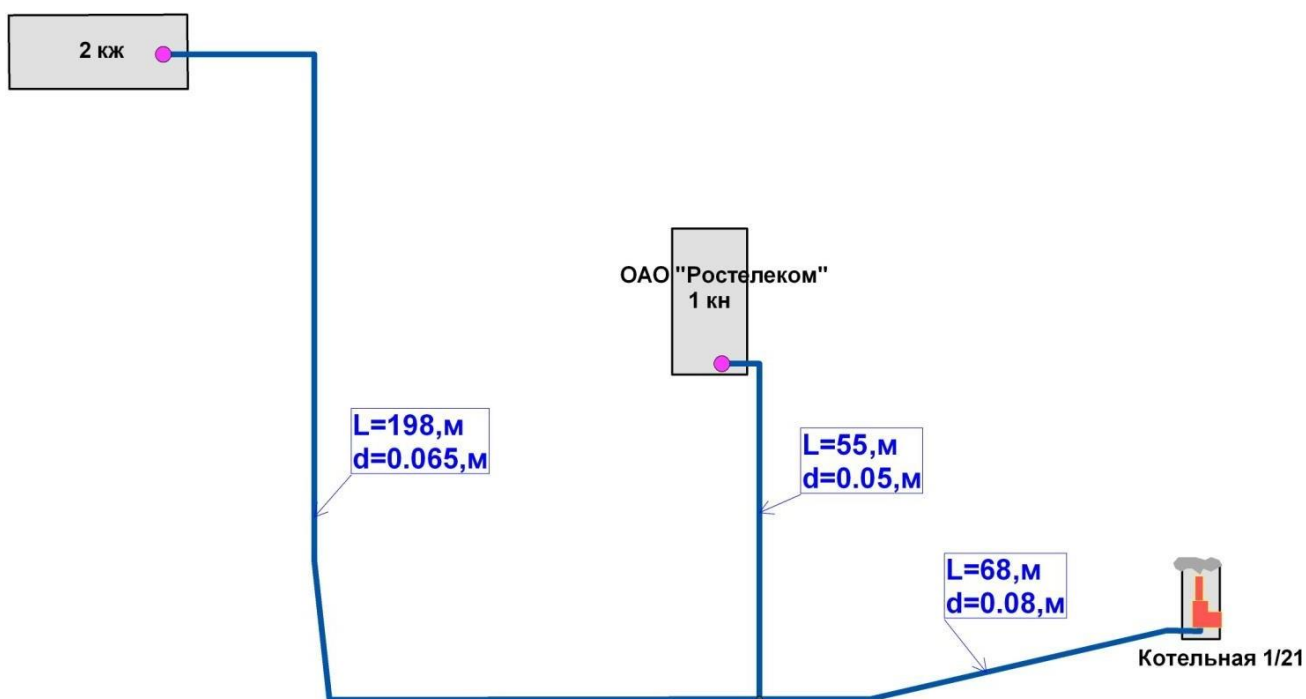 2 кж
ОАО "Ростелеком"
1 кн
L=198,м
d=0.065,м
L=55,м
d=0.05,м
L=68,м
d=0.08,м
Котельная 1/21